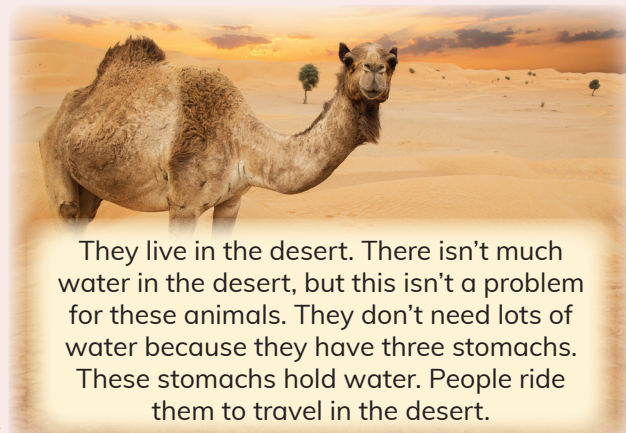 They live in the desert. There isn’t much
water in the desert, but this isn’t a problem
for these animals. They don’t need lots of
water because they have three stomachs.
These stomachs hold water. People ride
them to travel in the desert.